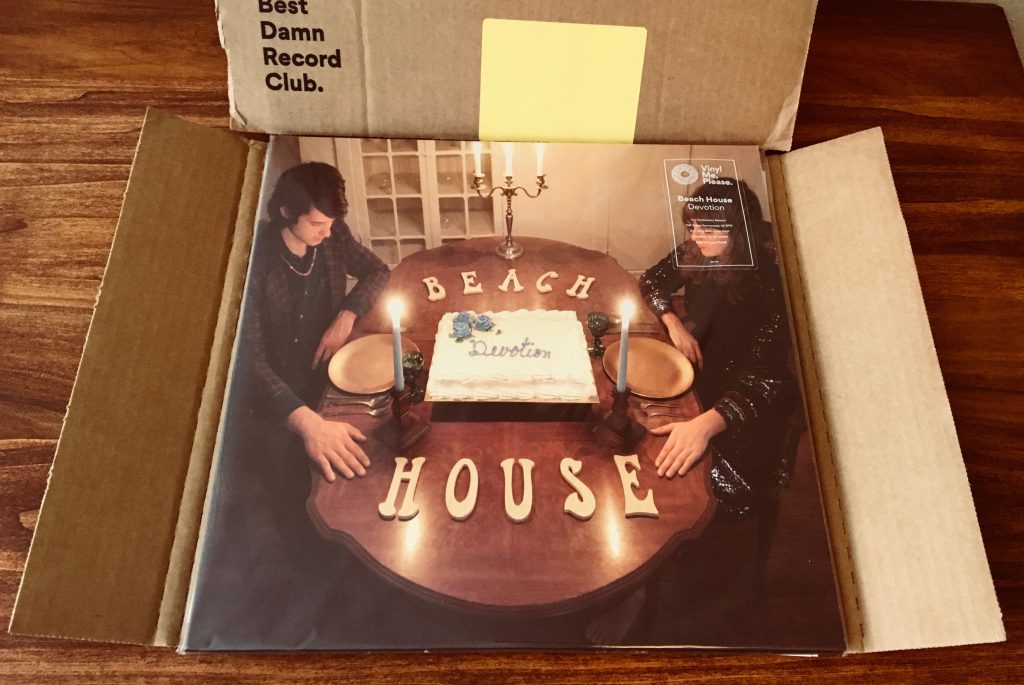 Best
Damn
Record
Club.
Vinyl
Me,
Please.
Beach House
Devotion
BEACH
Devotion
HOUSE